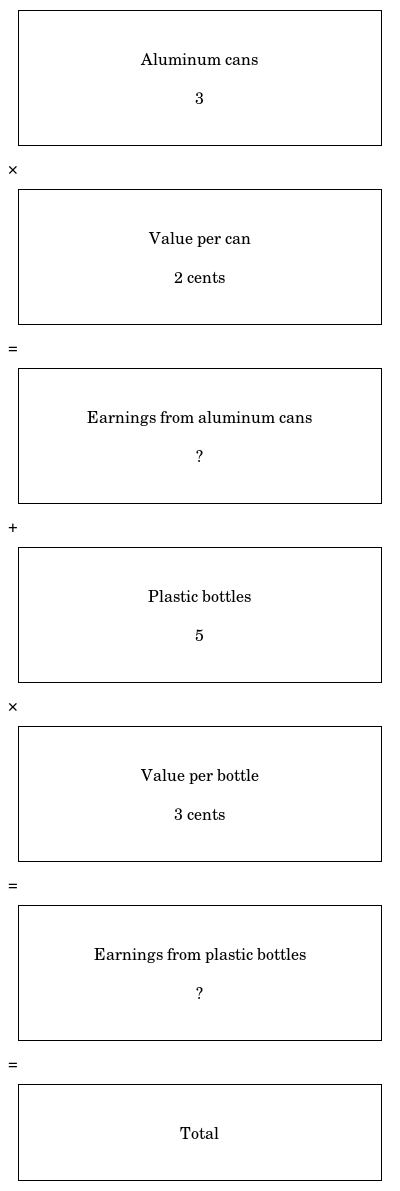 Aluminum cans
3
×
Value per can
2 cents
=
Earnings from aluminum cans
?
+
Plastic bottles
5
×
Value per bottle
3 cents
=
Earnings from plastic bottles
?
=
Total